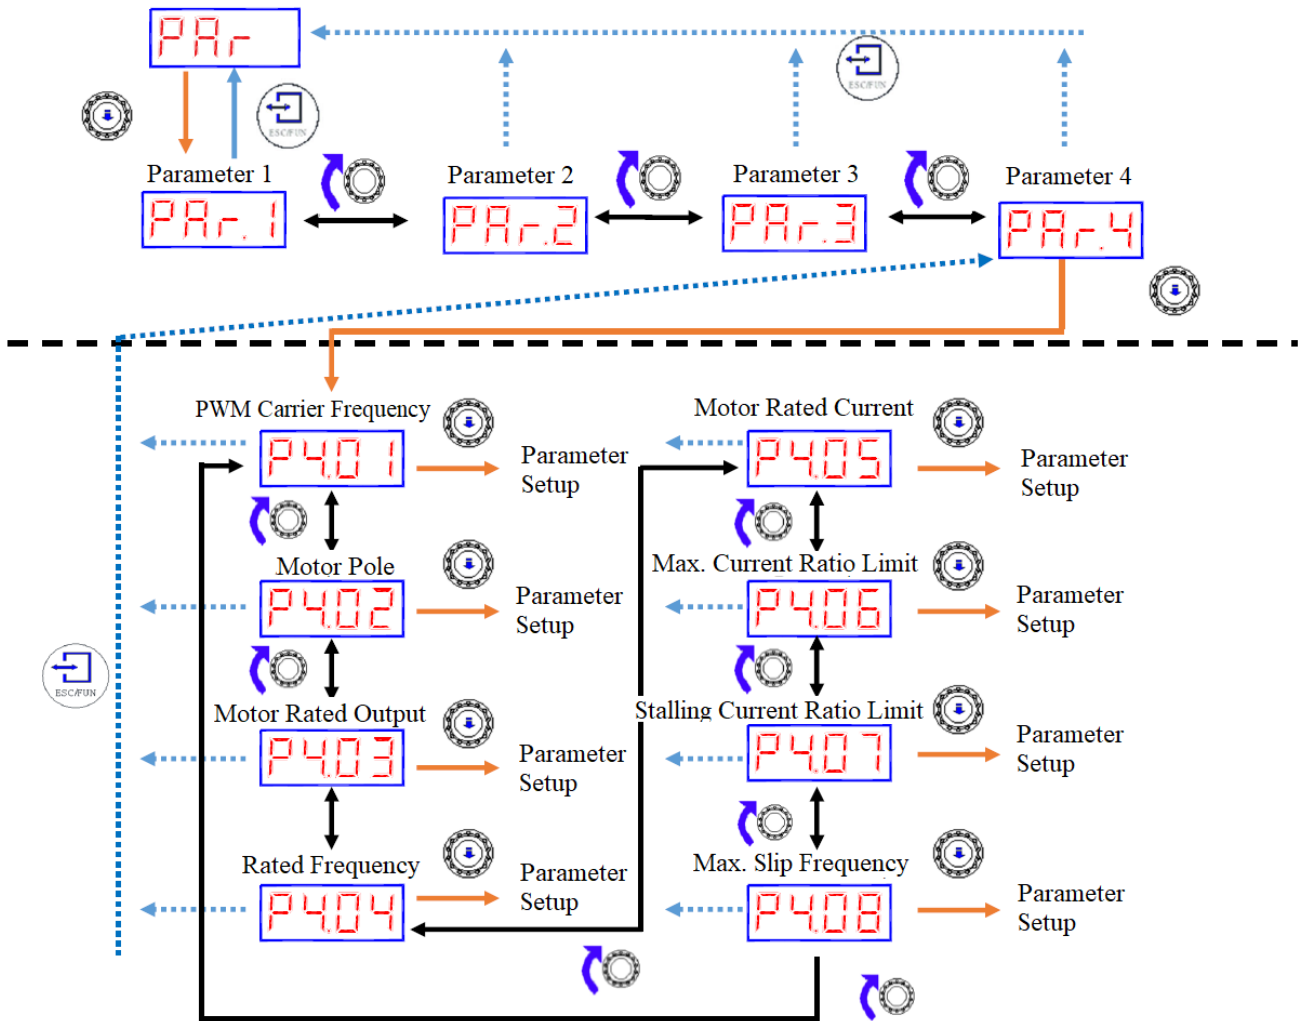 PAr
ESC/FUN
ESC/FUN
Parameter 1
Parameter 2
Parameter 3
Parameter 4
PAr.1
PAr.2
PAr.3
PAr.4
PWM Carrier Frequency
P4.01
Parameter
Setup
Motor Pole
P4.02
Parameter
Setup
ESC/FUN
Motor Rated Output
P4.03
Parameter
Setup
Rated Frequency
P4.04
Parameter
Setup
Motor Rated Current
P4.05
Parameter
Setup
Max. Current Ratio Limit
P4.06
Parameter
Setup
Stalling Current Ratio Limit
P4.07
Parameter
Setup
Max. Slip Frequency
P4.08
Parameter
Setup